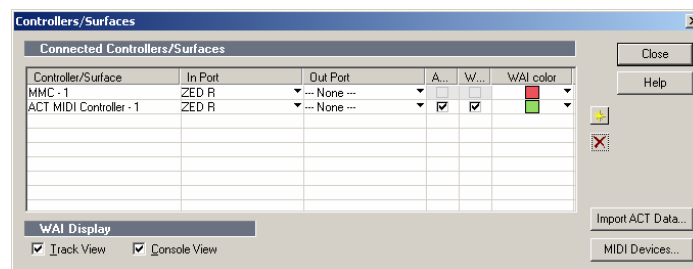 Controllers/Surfaces
Connected Controllers/Surfaces
Close
Help
Controller/Surface In Port Out Port A... W... WAI color
MMC - 1 ZED R --- None ---
ACT MIDI Controller - 1 ZED R --- None ---
WAI Display
Track View Console View
Import ACT Data...
MIDI Devices...